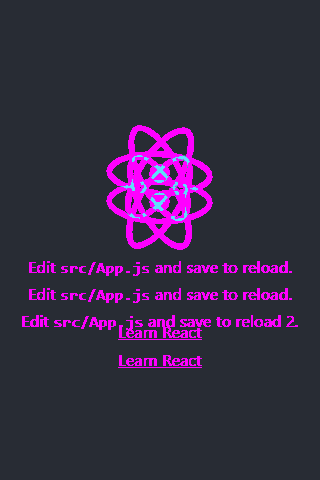 Edit src/App.js and save to reload.
Edit src/App.js and save to reload.
Edit src/App.js and save to reload 2.
Learn React
Learn React